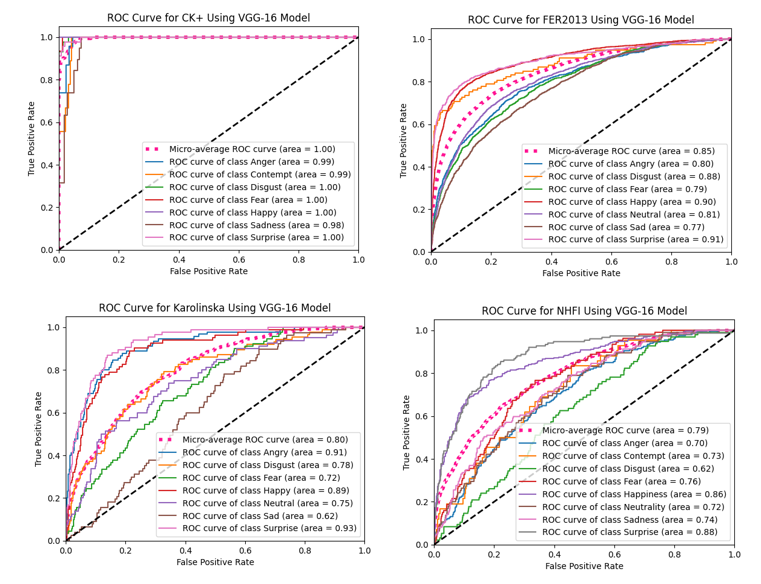 ROC Curve for CK+ Using VGG-16 Model
1.0
0.8
0.6
0.4
0.2
0.0
True Positive Rate
Micro-average ROC curve (area = 1.00)
ROC curve of class Anger (area = 0.99)
ROC curve of class Contempt (area = 0.99)
ROC curve of class Disgust (area = 1.00)
ROC curve of class Fear (area = 1.00)
ROC curve of class Happy (area = 1.00)
ROC curve of class Sadness (area = 0.98)
ROC curve of class Surprise (area = 1.00)
0.0 0.2 0.4 0.6 0.8 1.0
False Positive Rate
ROC Curve for FER2013 Using VGG-16 Model
1.0
0.8
0.6
0.4
0.2
0.0
True Positive Rate
Micro-average ROC curve (area = 0.85)
ROC curve of class Angry (area = 0.80)
ROC curve of class Disgust (area = 0.88)
ROC curve of class Fear (area = 0.79)
ROC curve of class Happy (area = 0.90)
ROC curve of class Neutral (area = 0.81)
ROC curve of class Sad (area = 0.77)
ROC curve of class Surprise (area = 0.91)
0.0 0.2 0.4 0.6 0.8 1.0
False Positive Rate
ROC Curve for Karolinska Using VGG-16 Model
1.0
0.8
0.6
0.4
0.2
0.0
True Positive Rate
Micro-average ROC curve (area = 0.80)
ROC curve of class Angry (area = 0.91)
ROC curve of class Disgust (area = 0.78)
ROC curve of class Fear (area = 0.72)
ROC curve of class Happy (area = 0.89)
ROC curve of class Neutral (area = 0.75)
ROC curve of class Sad (area = 0.62)
ROC curve of class Surprise (area = 0.93)
0.0 0.2 0.4 0.6 0.8 1.0
False Positive Rate
ROC Curve for NHFI Using VGG-16 Model
1.0
0.8
0.6
0.4
0.2
0.0
True Positive Rate
Micro-average ROC curve (area = 0.79)
ROC curve of class Anger (area = 0.70)
ROC curve of class Contempt (area = 0.73)
ROC curve of class Disgust (area = 0.62)
ROC curve of class Fear (area = 0.76)
ROC curve of class Happiness (area = 0.86)
ROC curve of class Neutrality (area = 0.72)
ROC curve of class Sadness (area = 0.74)
ROC curve of class Surprise (area = 0.88)
0.0 0.2 0.4 0.6 0.8 1.0
False Positive Rate